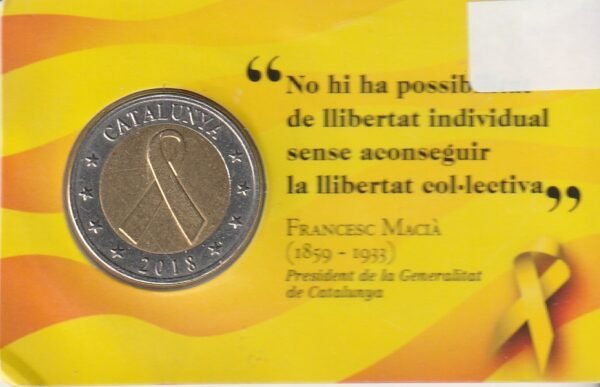 CATALUNYA
2018
“No hi ha
de llibertat individual
sense aconseguir
la llibertat col·lectiva„
FRANCESC MACIÀ
(1859 - 1933)
President de la Generalitat
de Catalunya